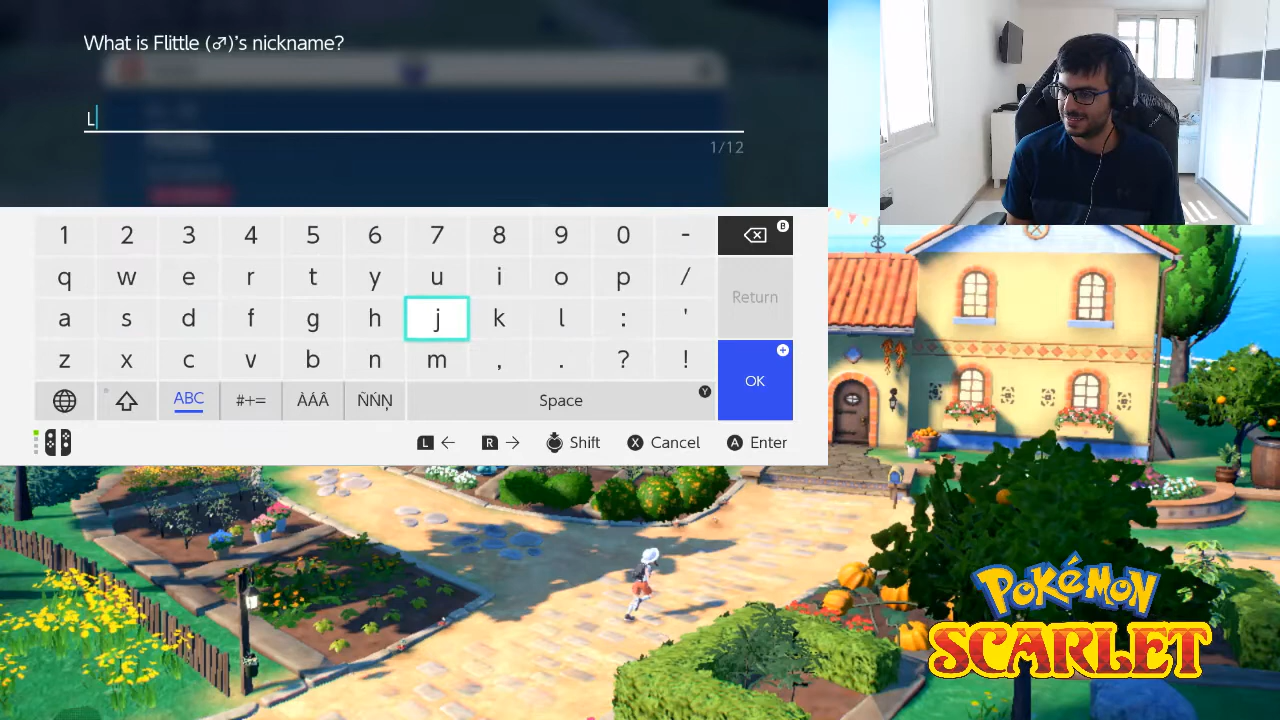 What is Flittle (♂)'s nickname?
L
1/12
1 2 3 4 5 6 7 8 9 0 -
B
q w e r t y u i o p /
Return
a s d f g h j k l : '
z x c v b n m , . ? !
OK
ABC #+= ÀÁÂ ÑŃŅ Space Y
L ← R → Shift X Cancel A Enter
POKéMON
SCARLET